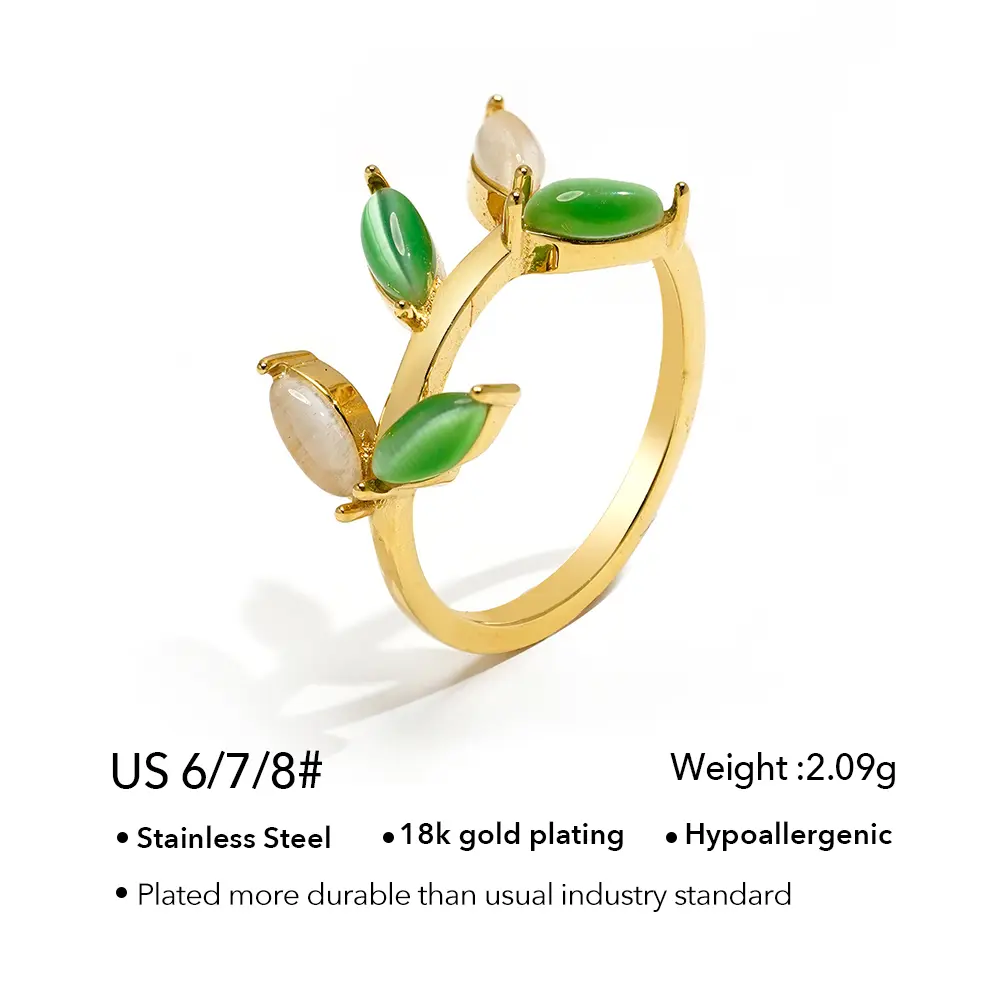 US 6/7/8#
Weight :2.09g
• Stainless Steel
• 18k gold plating
• Hypoallergenic
• Plated more durable than usual industry standard